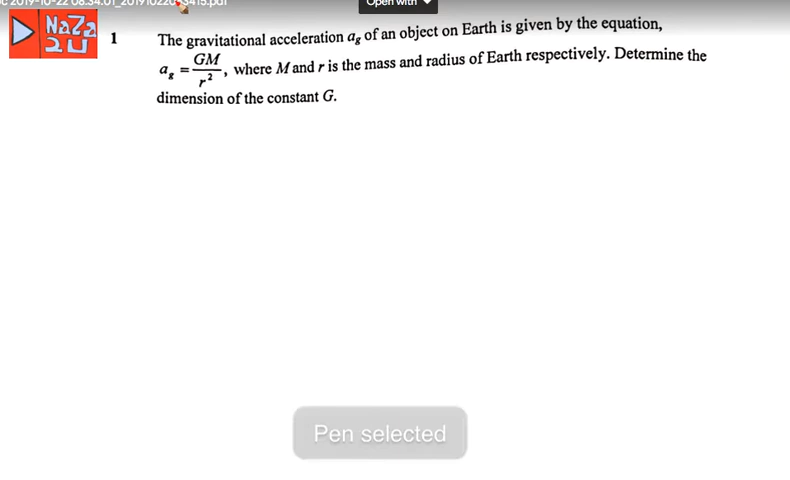 Open with
NaZa
2U
1 The gravitational acceleration a_g of an object on Earth is given by the equation,
a_g = GM/r², where M and r is the mass and radius of Earth respectively. Determine the
dimension of the constant G.
Pen selected